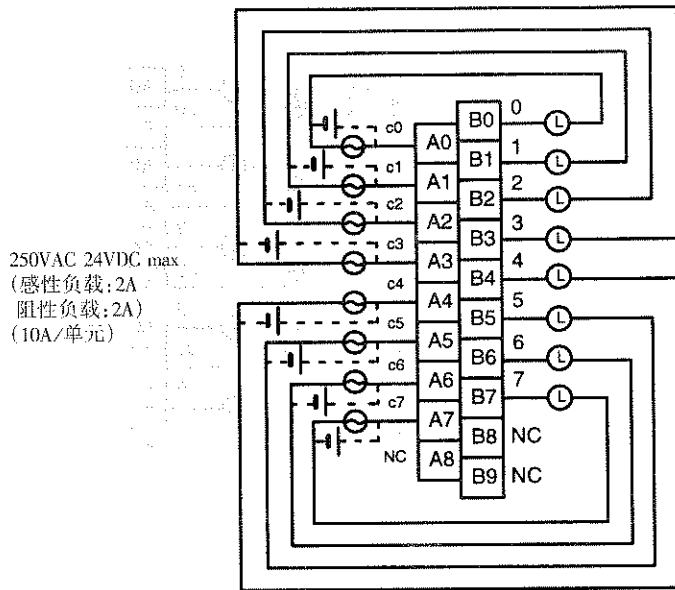 0
c0
A0
B0
L
1
c1
A1
B1
L
2
c2
A2
B2
L
3
c3
A3
B3
L
4
c4
A4
B4
L
5
c5
A5
B5
L
6
c6
A6
B6
L
7
c7
A7
B7
L
NC
A8
B8
NC
B9
NC
250VAC 24VDC max
(感性负载:2A
阻性负载:2A)
(10A/单元)